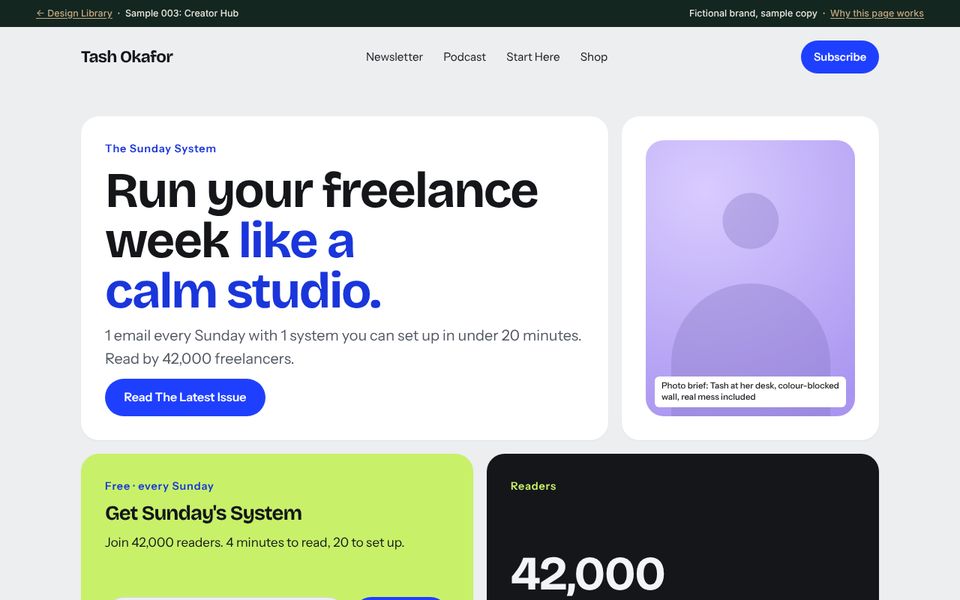 ← Design Library · Sample 003: Creator Hub
Fictional brand, sample copy · Why this page works
Tash Okafor
Newsletter Podcast Start Here Shop
Subscribe
The Sunday System
Run your freelance
week like a
calm studio.
1 email every Sunday with 1 system you can set up in under 20 minutes.
Read by 42,000 freelancers.
Read The Latest Issue
Photo brief: Tash at her desk, colour-blocked
wall, real mess included
Free · every Sunday
Get Sunday's System
Join 42,000 readers. 4 minutes to read, 20 to set up.
Readers
42,000